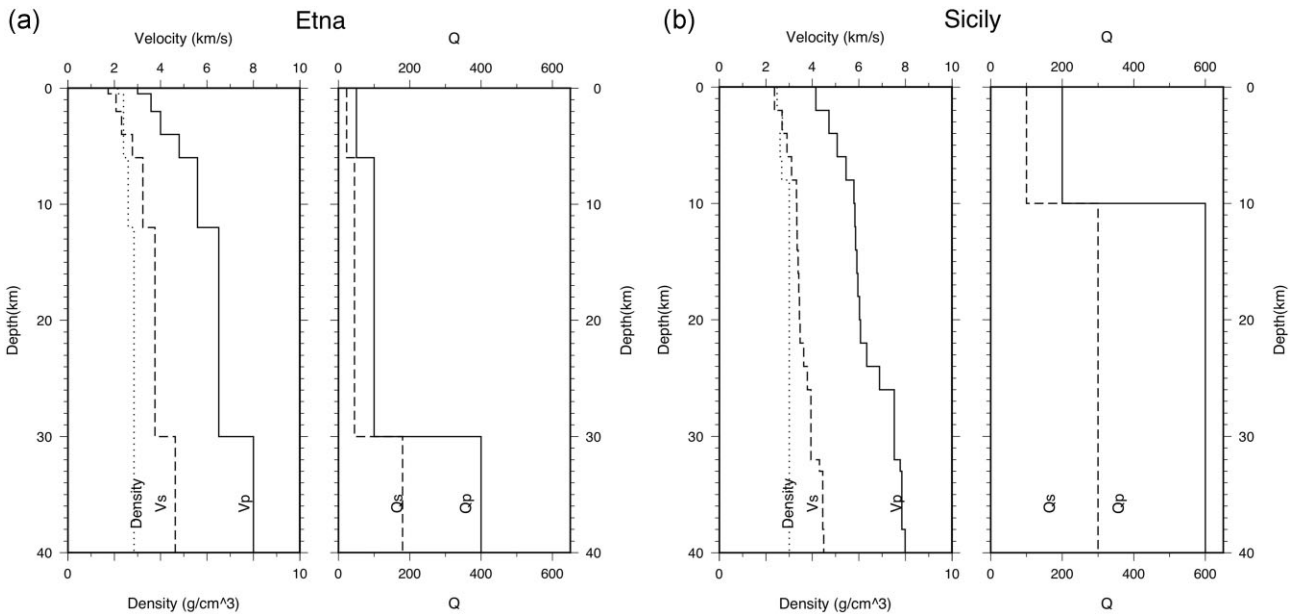 (a) Etna
Velocity (km/s)
0 2 4 6 8 10
Q
0 200 400 600
0
10
20
30
40
Depth(km)
Density
Vs
Vp
0 10
Density (g/cm^3)
Qs
Qp
0 200 400 600
Q
0
10
20
30
40
Depth(km)
(b) Sicily
Velocity (km/s)
0 2 4 6 8 10
Q
0 200 400 600
0
10
20
30
40
Depth(km)
Density
Vs
Vp
0 10
Density (g/cm^3)
Qs
Qp
0 200 400 600
Q
0
10
20
30
40
Depth(km)